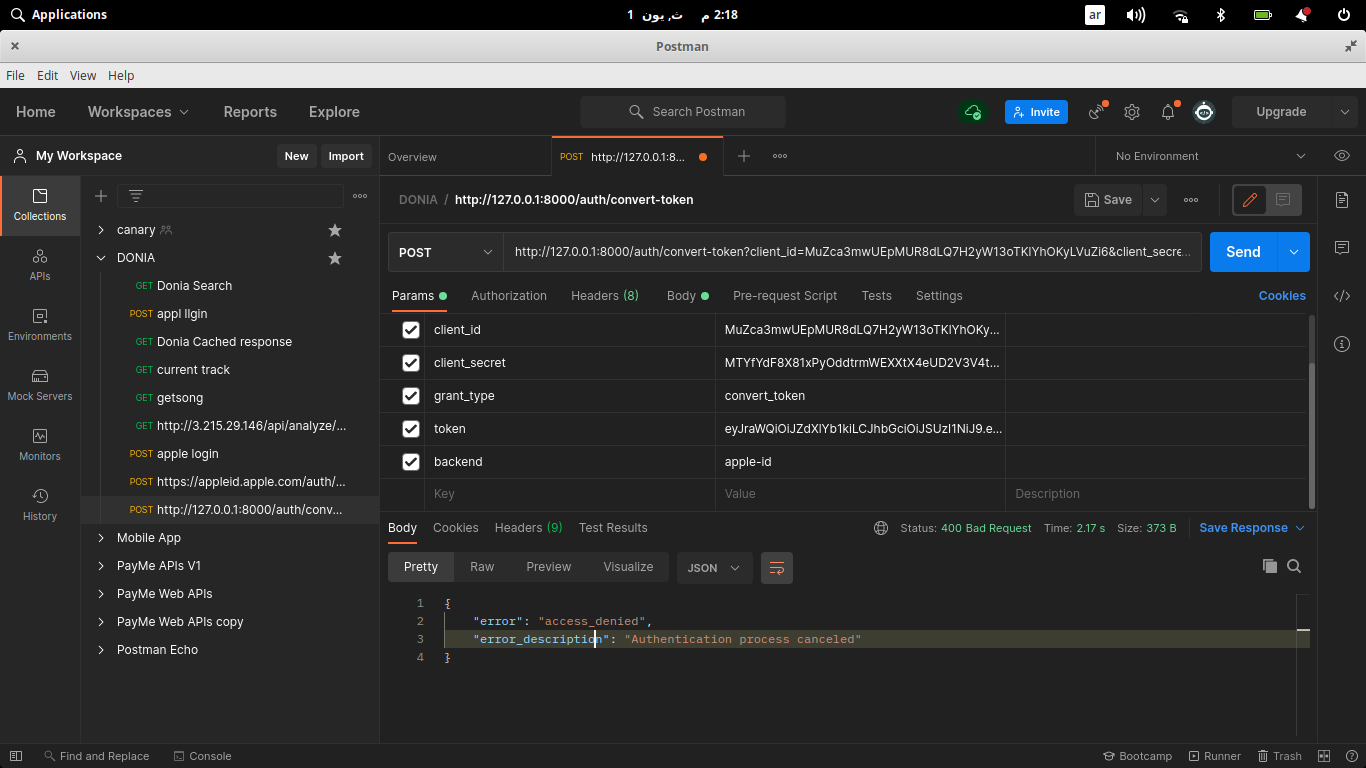 Applications
1 ث, يون 2:18 م
ar
Postman
File Edit View Help
Home Workspaces Reports Explore Search Postman Invite Upgrade
My Workspace New Import
Overview POST http://127.0.0.1:8... No Environment
Collections
APIs
Environments
Mock Servers
Monitors
History
canary
DONIA
GET Donia Search
POST appl llgin
GET Donia Cached response
GET current track
GET getsong
GET http://3.215.29.146/api/analyze/...
POST apple login
POST https://appleid.apple.com/auth/...
POST http://127.0.0.1:8000/auth/conv...
Mobile App
PayMe APIs V1
PayMe Web APIs
PayMe Web APIs copy
Postman Echo
DONIA / http://127.0.0.1:8000/auth/convert-token Save
POST http://127.0.0.1:8000/auth/convert-token?client_id=MuZca3mwUEpMUR8dLQ7H2yW13oTKIYhOKyLVuZi6&client_secre... Send
Params Authorization Headers (8) Body Pre-request Script Tests Settings Cookies
client_id MuZca3mwUEpMUR8dLQ7H2yW13oTKIYhOKy...
client_secret MTYfYdF8X81xPyOddtrmWEXXtX4eUD2V3V4t...
grant_type convert_token
token eyJraWQiOiJZdXlYb1kiLCJhbGciOiJSUzI1NiJ9.e...
backend apple-id
Key Value Description
Body Cookies Headers (9) Test Results Status: 400 Bad Request Time: 2.17 s Size: 373 B Save Response
Pretty Raw Preview Visualize JSON
1 {
2 "error": "access_denied",
3 "error_description": "Authentication process canceled"
4 }
Find and Replace Console Bootcamp Runner Trash